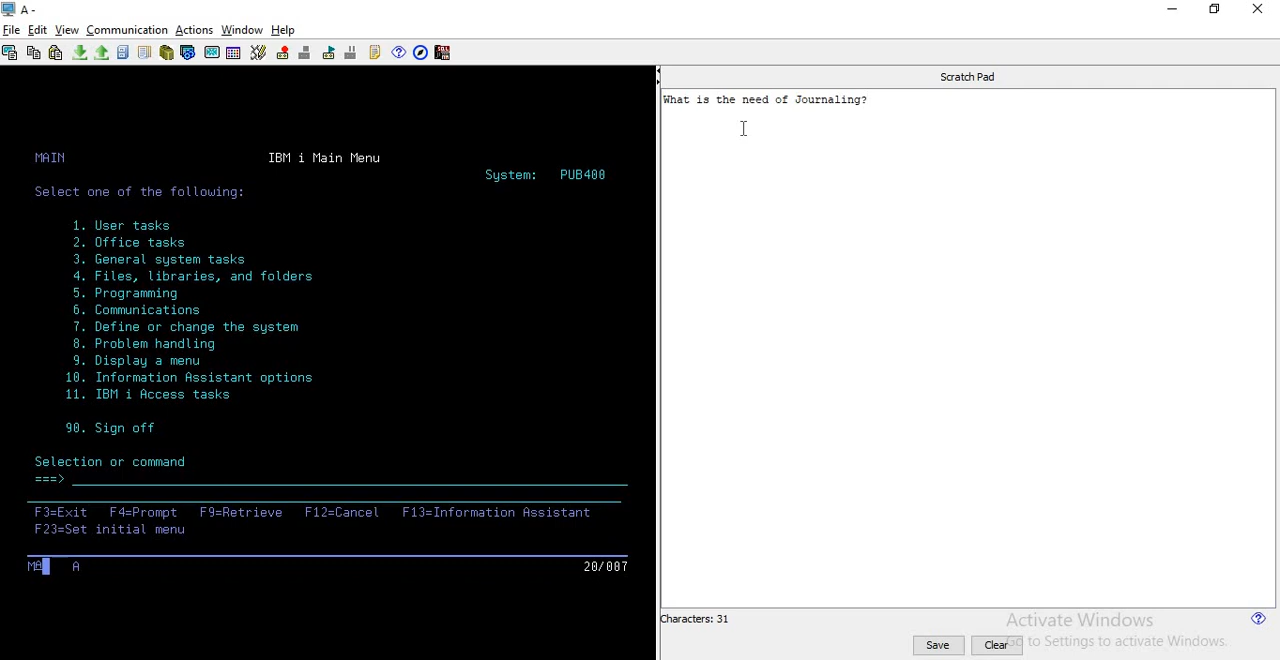 A -
File Edit View Communication Actions Window Help
MAIN IBM i Main Menu
System: PUB400
Select one of the following:
1. User tasks
2. Office tasks
3. General system tasks
4. Files, libraries, and folders
5. Programming
6. Communications
7. Define or change the system
8. Problem handling
9. Display a menu
10. Information Assistant options
11. IBM i Access tasks
90. Sign off
Selection or command
===>
F3=Exit F4=Prompt F9=Retrieve F12=Cancel F13=Information Assistant
F23=Set initial menu
MA A 20/007
Scratch Pad
What is the need of Journaling?
Characters: 31
Save Clear
Activate Windows
Go to Settings to activate Windows.